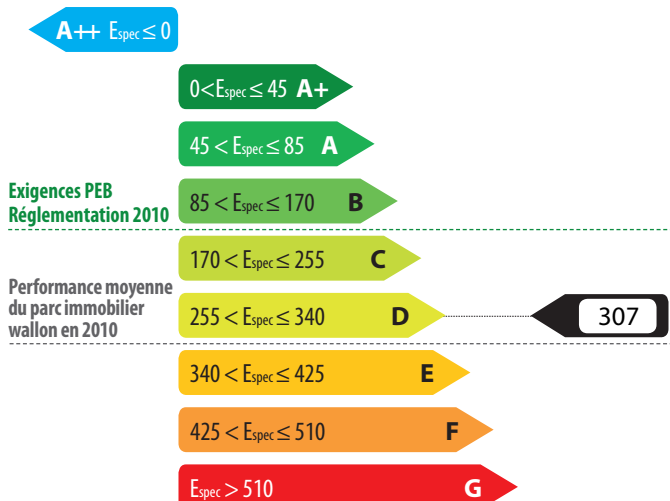 A++ Espec ≤ 0
0<Espec ≤ 45 A+
45 < Espec ≤ 85 A
Exigences PEB
Réglementation 2010
85 < Espec ≤ 170 B
170 < Espec ≤ 255 C
Performance moyenne
du parc immobilier
wallon en 2010
255 < Espec ≤ 340 D
307
340 < Espec ≤ 425 E
425 < Espec ≤ 510 F
Espec > 510 G